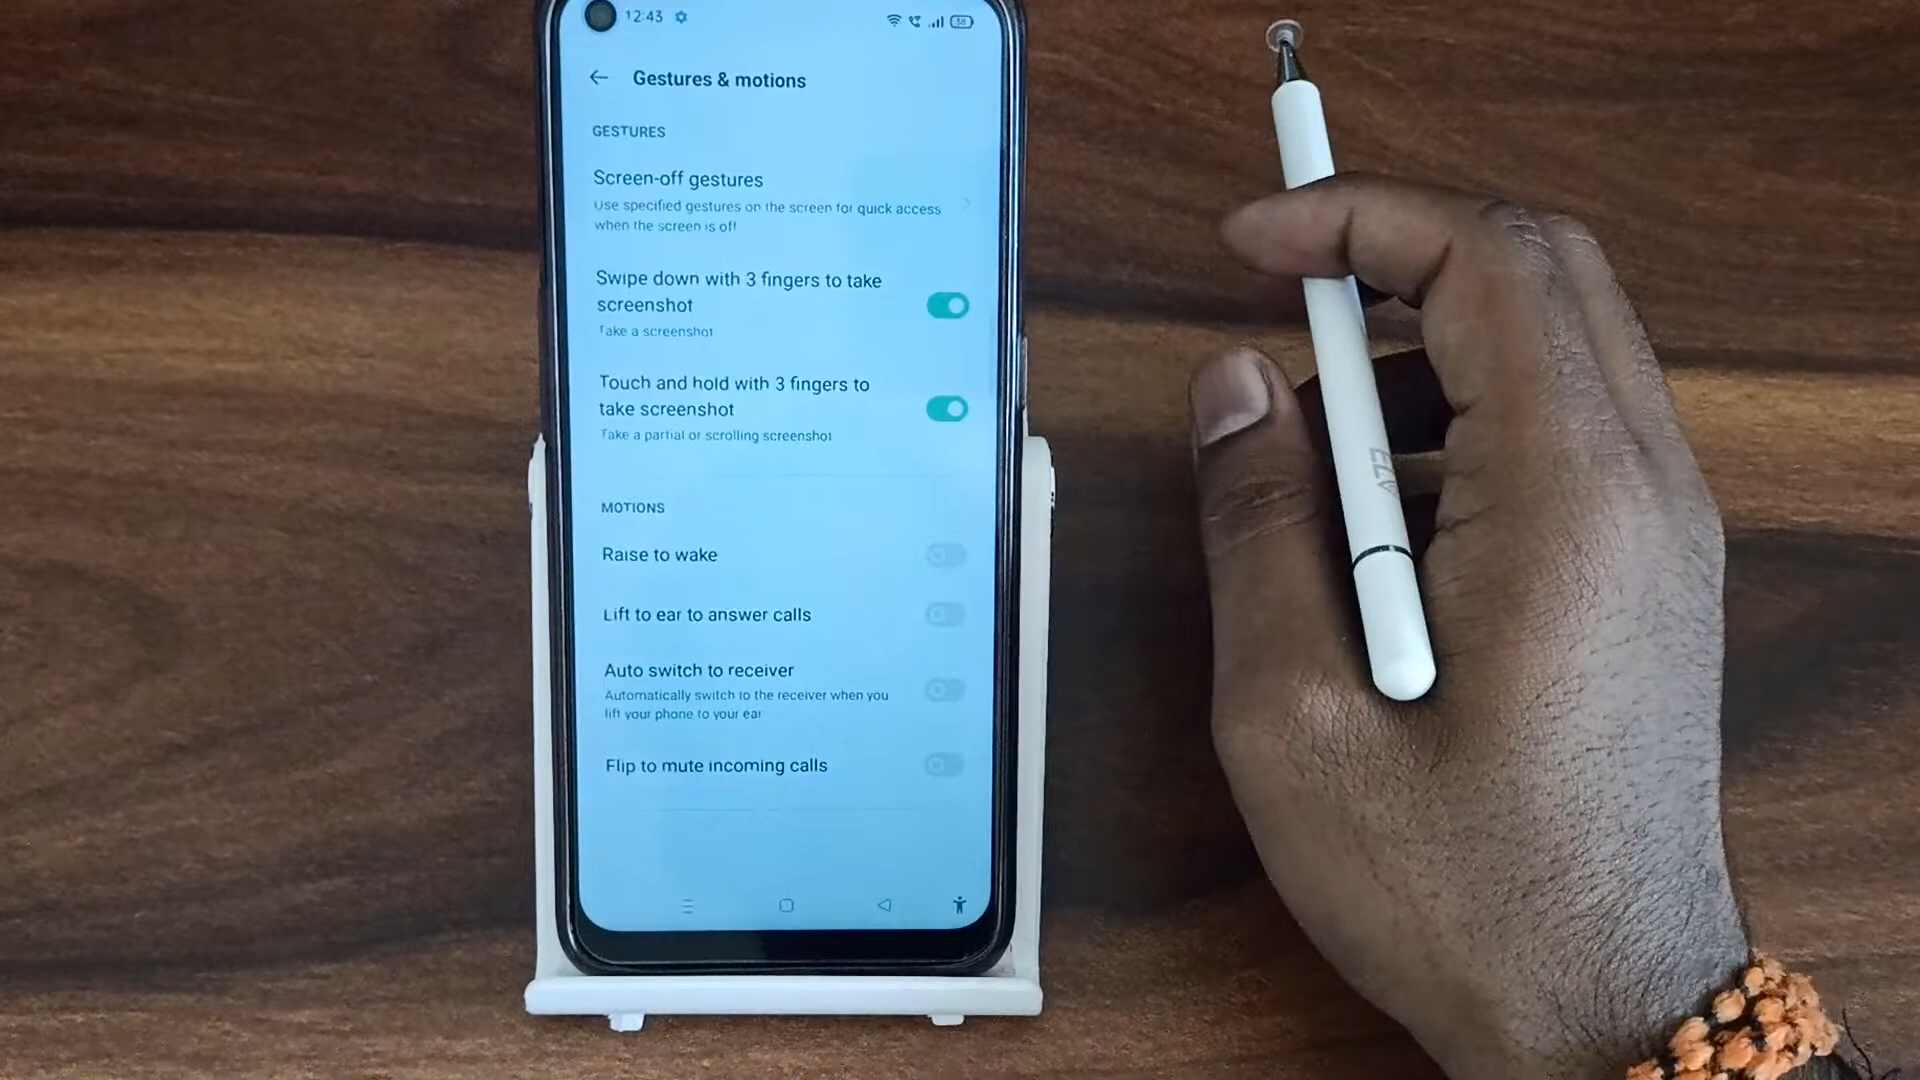 12:43
38
Gestures & motions
GESTURES
Screen-off gestures
Use specified gestures on the screen for quick access
when the screen is off
Swipe down with 3 fingers to take
screenshot
Take a screenshot
Touch and hold with 3 fingers to
take screenshot
Take a partial or scrolling screenshot
MOTIONS
Raise to wake
Lift to ear to answer calls
Auto switch to receiver
Automatically switch to the receiver when you
lift your phone to your ear
Flip to mute incoming calls